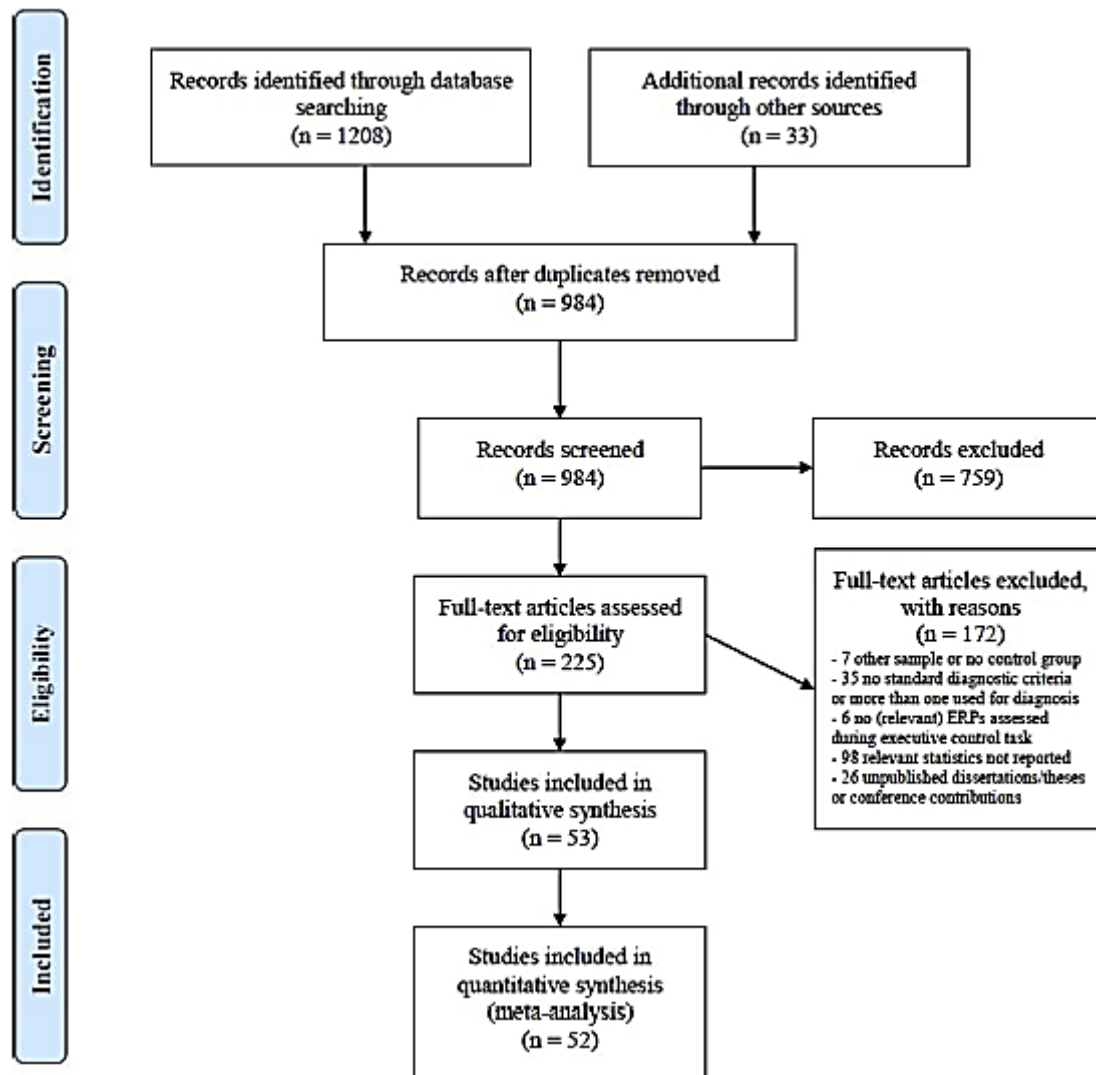 Identification
Records identified through database
searching
(n = 1208)
Additional records identified
through other sources
(n = 33)
Records after duplicates removed
(n = 984)
Screening
Records screened
(n = 984)
Records excluded
(n = 759)
Eligibility
Full-text articles assessed
for eligibility
(n = 225)
Full-text articles excluded,
with reasons
(n = 172)
- 7 other sample or no control group
- 35 no standard diagnostic criteria
or more than one used for diagnosis
- 6 no (relevant) ERPs assessed
during executive control task
- 98 relevant statistics not reported
- 26 unpublished dissertations/theses
or conference contributions
Studies included in
qualitative synthesis
(n = 53)
Included
Studies included in
quantitative synthesis
(meta-analysis)
(n = 52)